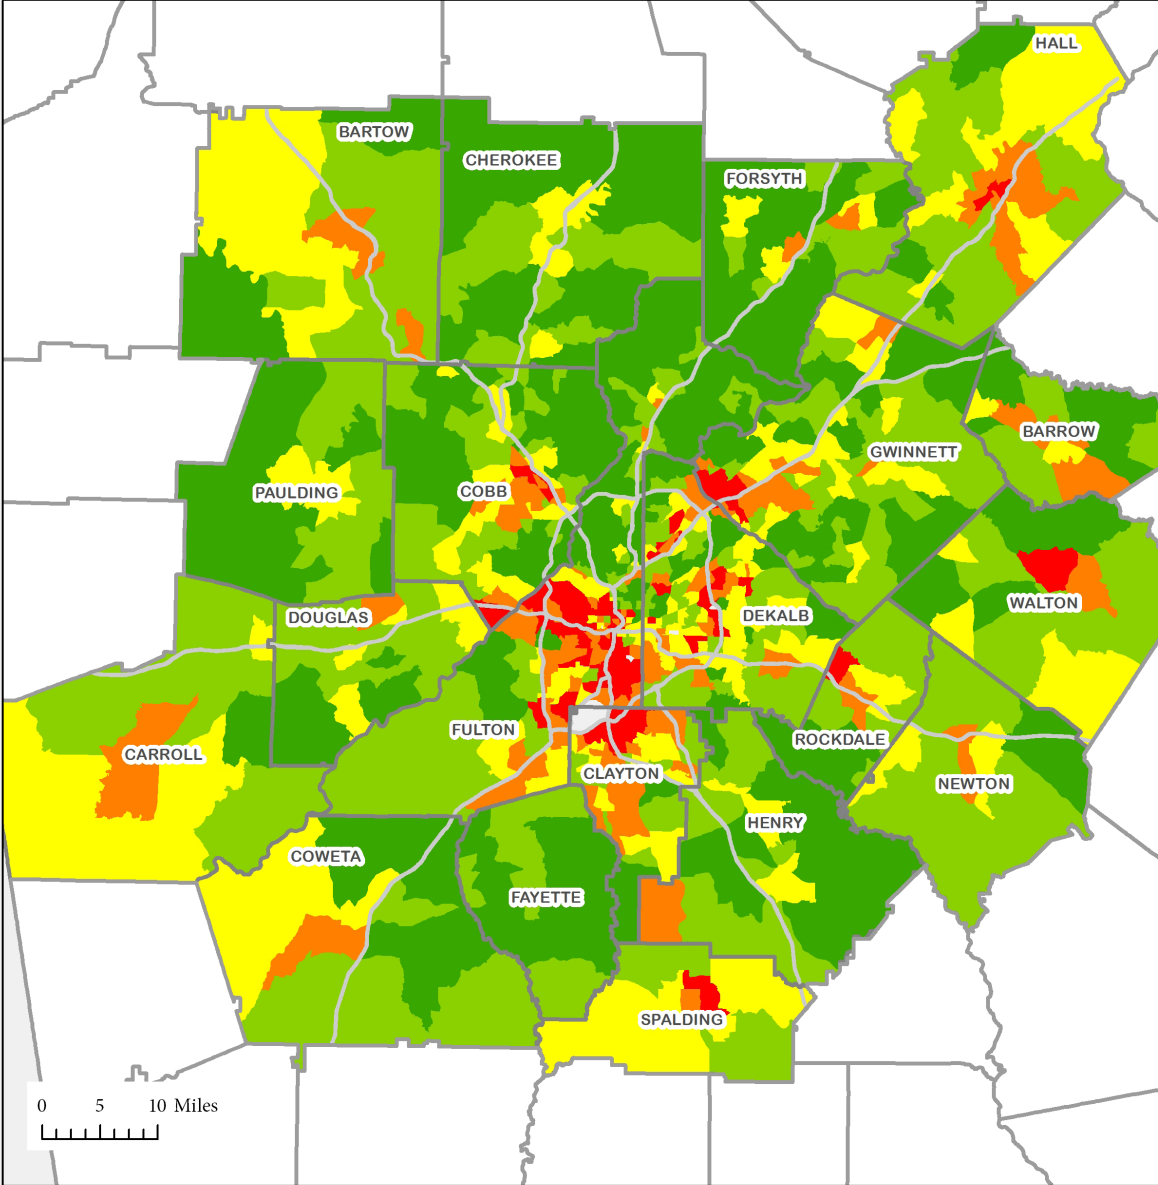 HALL
BARTOW
CHEROKEE
FORSYTH
BARROW
GWINNETT
PAULDING
COBB
WALTON
DOUGLAS
DEKALB
FULTON
ROCKDALE
CARROLL
CLAYTON
NEWTON
HENRY
COWETA
FAYETTE
SPALDING
0 5 10 Miles